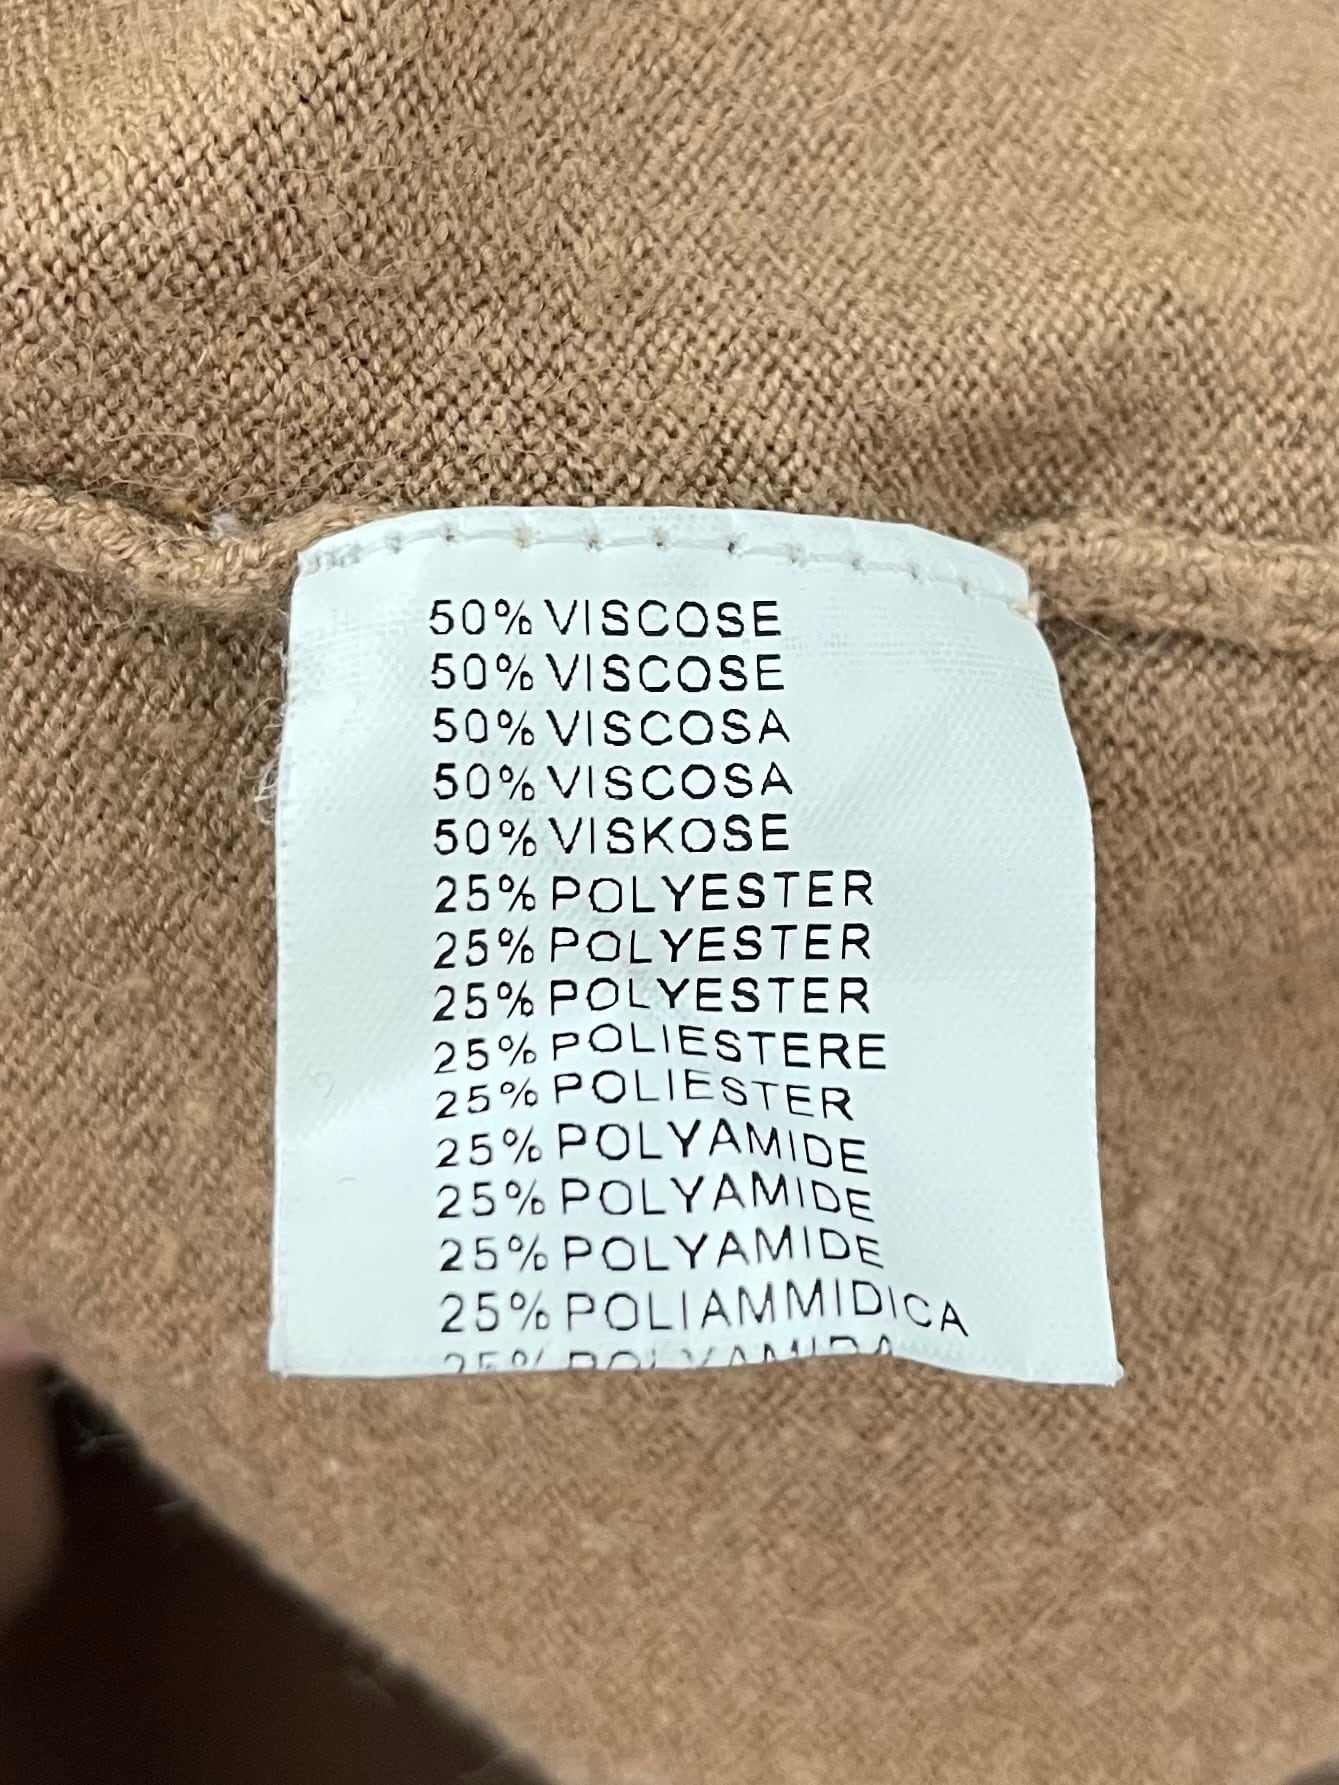 50% VISCOSE
50% VISCOSE
50% VISCOSA
50% VISCOSA
50% VISKOSE
25% POLYESTER
25% POLYESTER
25% POLYESTER
25% POLIESTERE
25% POLIESTER
25% POLYAMIDE
25% POLYAMIDE
25% POLYAMIDE
25% POLIAMMIDICA